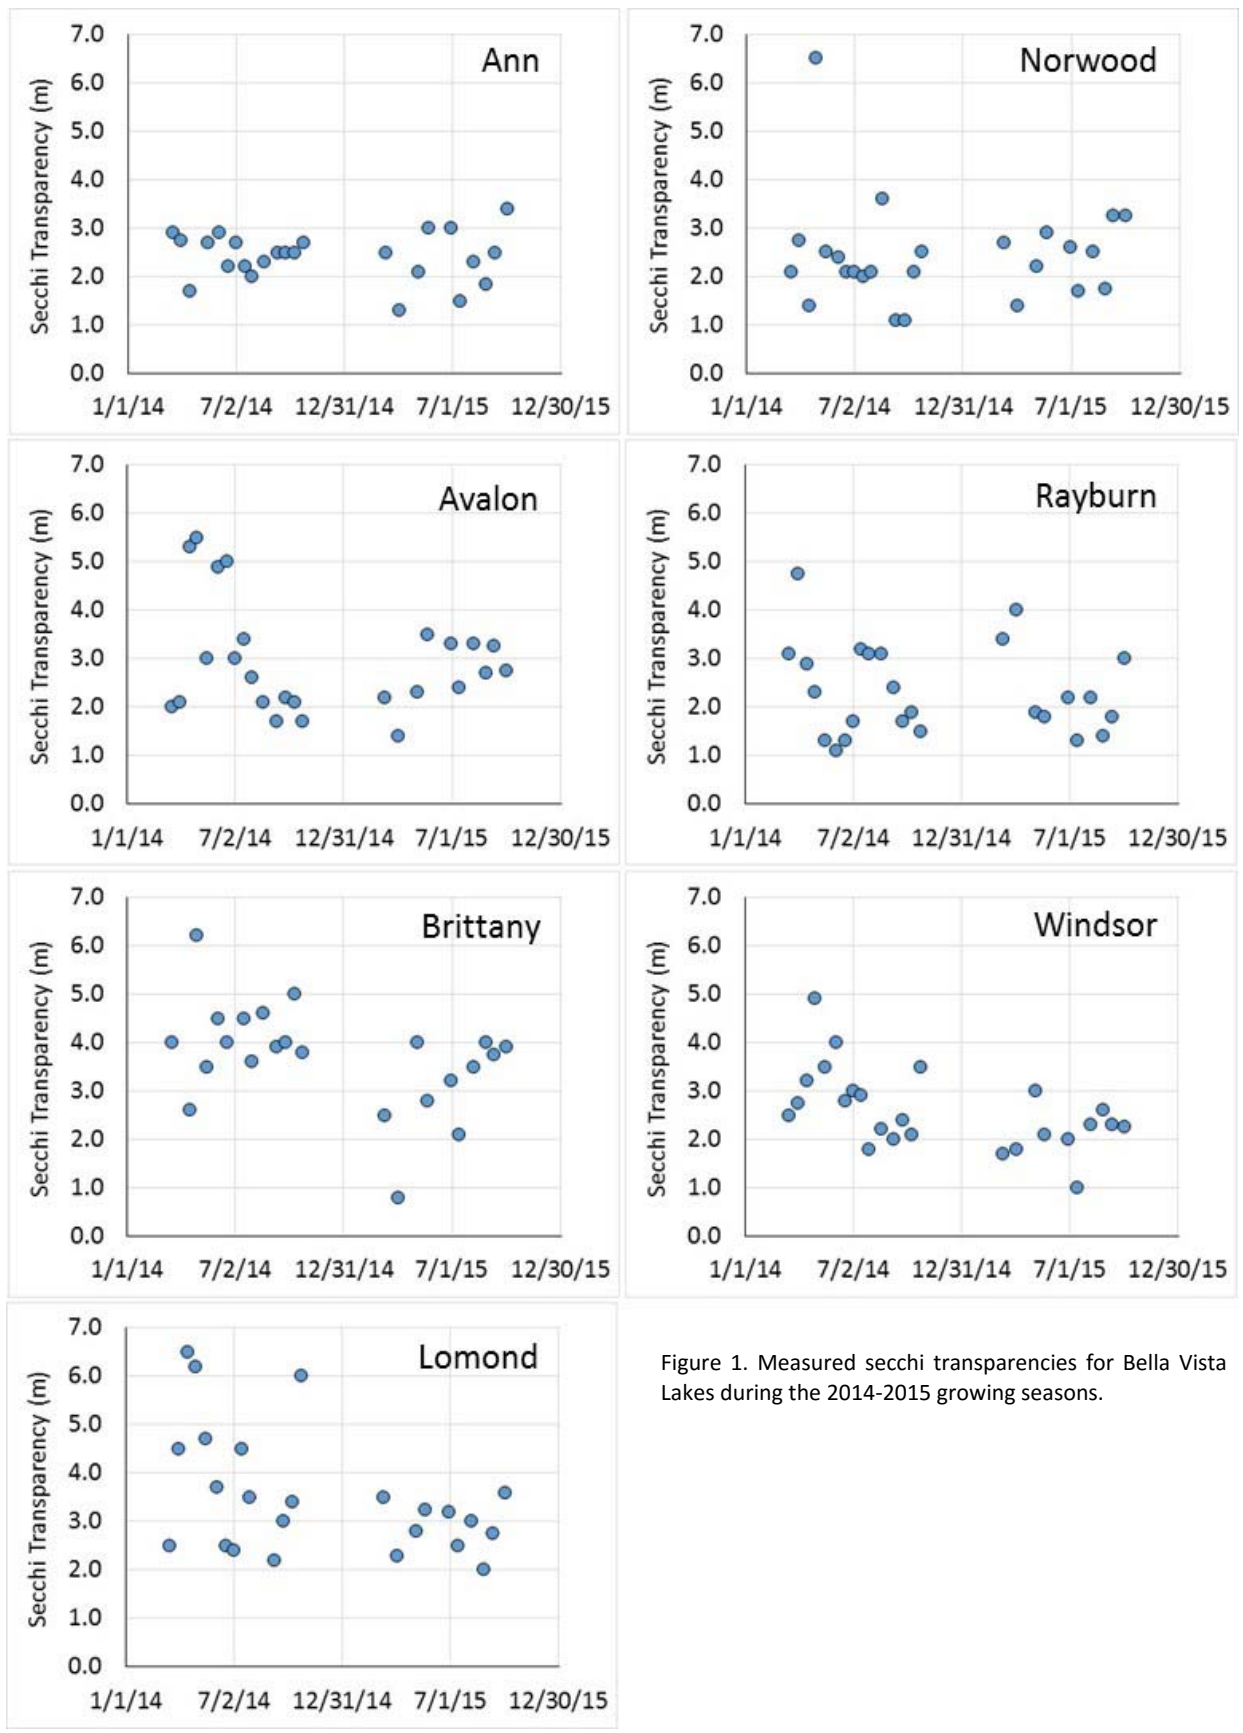 Ann
Secchi Transparency (m)
7.0
6.0
5.0
4.0
3.0
2.0
1.0
0.0
1/1/14 7/2/14 12/31/14 7/1/15 12/30/15
Norwood
Secchi Transparency (m)
7.0
6.0
5.0
4.0
3.0
2.0
1.0
0.0
1/1/14 7/2/14 12/31/14 7/1/15 12/30/15
Avalon
Secchi Transparency (m)
7.0
6.0
5.0
4.0
3.0
2.0
1.0
0.0
1/1/14 7/2/14 12/31/14 7/1/15 12/30/15
Rayburn
Secchi Transparency (m)
7.0
6.0
5.0
4.0
3.0
2.0
1.0
0.0
1/1/14 7/2/14 12/31/14 7/1/15 12/30/15
Brittany
Secchi Transparency (m)
7.0
6.0
5.0
4.0
3.0
2.0
1.0
0.0
1/1/14 7/2/14 12/31/14 7/1/15 12/30/15
Windsor
Secchi Transparency (m)
7.0
6.0
5.0
4.0
3.0
2.0
1.0
0.0
1/1/14 7/2/14 12/31/14 7/1/15 12/30/15
Lomond
Secchi Transparency (m)
7.0
6.0
5.0
4.0
3.0
2.0
1.0
0.0
1/1/14 7/2/14 12/31/14 7/1/15 12/30/15
Figure 1. Measured secchi transparencies for Bella Vista
Lakes during the 2014-2015 growing seasons.